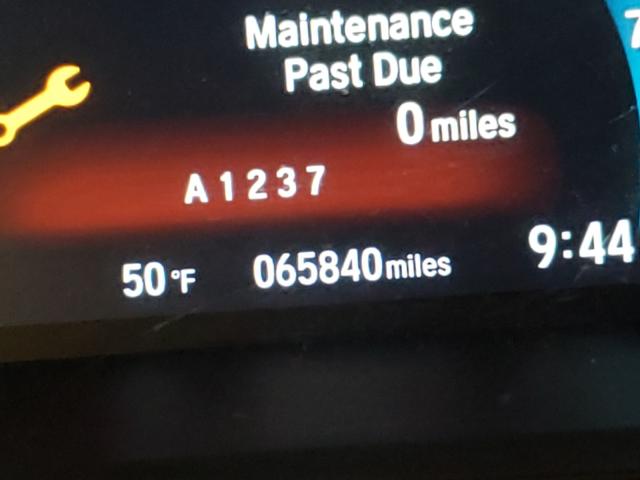 Maintenance
Past Due
0 miles
A 1 2 3 7
50 °F 065840 miles 9:44